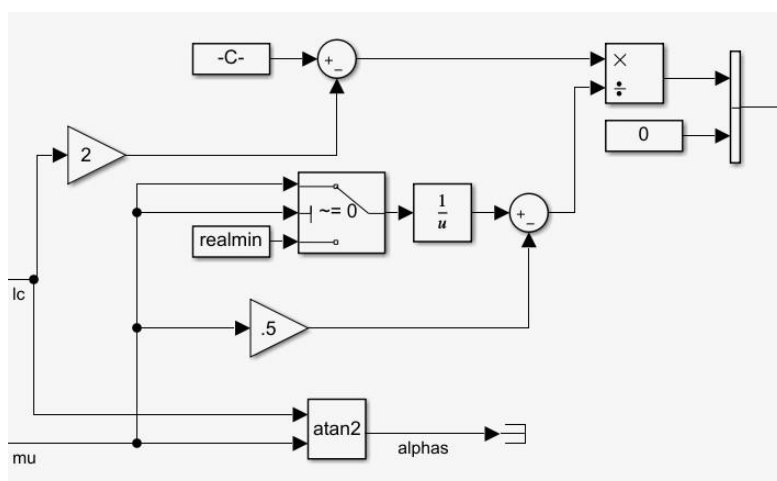 -C-
+
−
×
÷
0
2
~= 0
1
u
+
−
realmin
lc
.5
atan2
alphas
mu